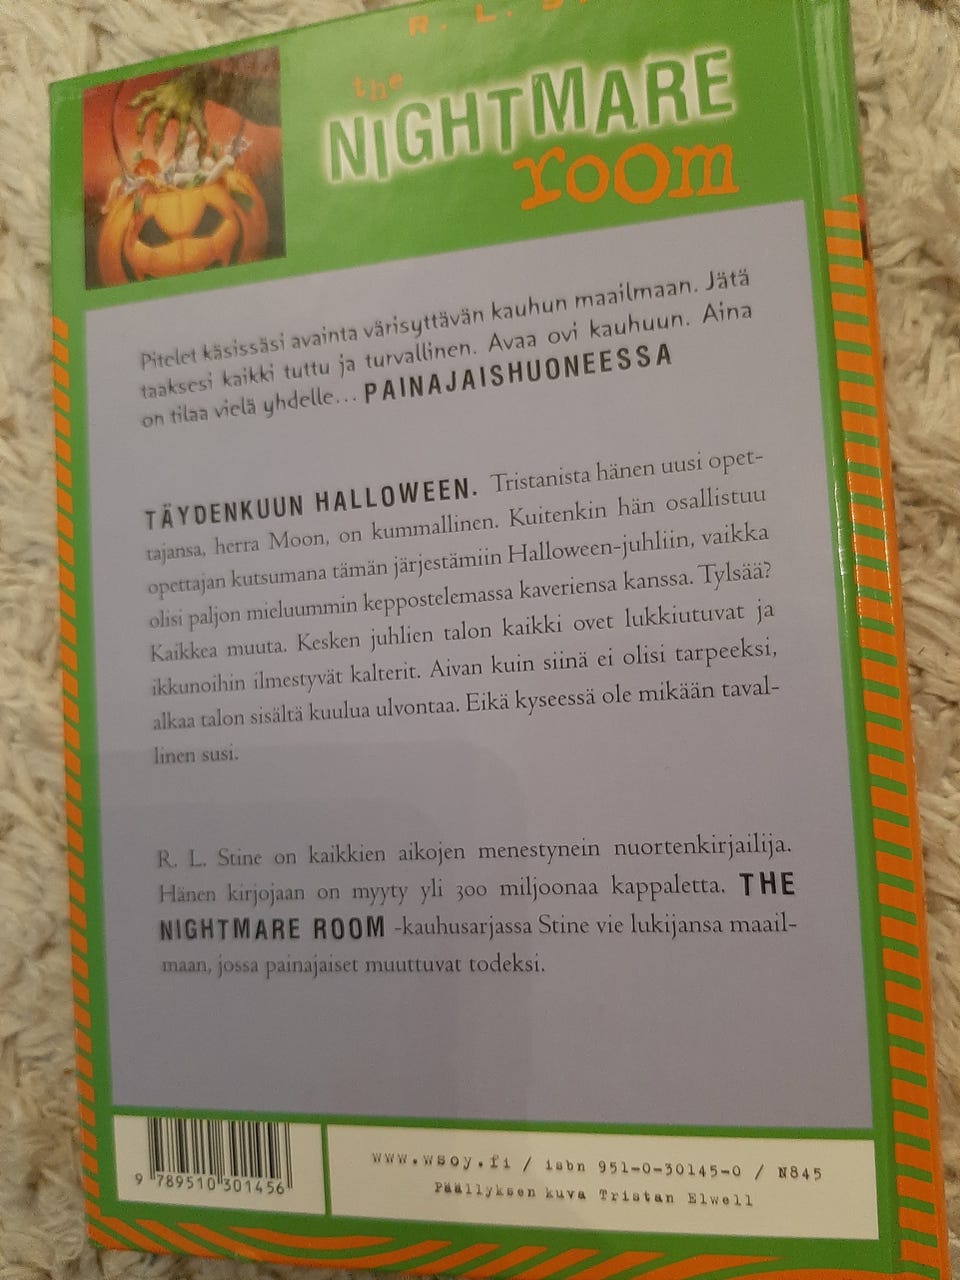 R. L.
the
NIGHTMARE
room
Pitelet käsissäsi avainta värisyttävän kauhun maailmaan. Jätä
taaksesi kaikki tuttu ja turvallinen. Avaa ovi kauhuun. Aina
on tilaa vielä yhdelle... PAINAJAISHUONEESSA
TÄYDENKUUN HALLOWEEN. Tristanista hänen uusi opet-
tajansa, herra Moon, on kummallinen. Kuitenkin hän osallistuu
opettajan kutsumana tämän järjestämiin Halloween-juhliin, vaikka
olisi paljon mieluummin keppostelemassa kaveriensa kanssa. Tylsää?
Kaikkea muuta. Kesken juhlien talon kaikki ovet lukkiutuvat ja
ikkunoihin ilmestyvät kalterit. Aivan kuin siinä ei olisi tarpeeksi,
alkaa talon sisältä kuulua ulvontaa. Eikä kyseessä ole mikään taval-
linen susi.
R. L. Stine on kaikkien aikojen menestynein nuortenkirjailija.
Hänen kirjojaan on myyty yli 300 miljoonaa kappaletta. THE
NIGHTMARE ROOM -kauhusarjassa Stine vie lukijansa maail-
maan, jossa painajaiset muuttuvat todeksi.
9 789510 301456
www.wsoy.fi / isbn 951-0-30145-0 / N845
Päällyksen kuva Tristan Elwell